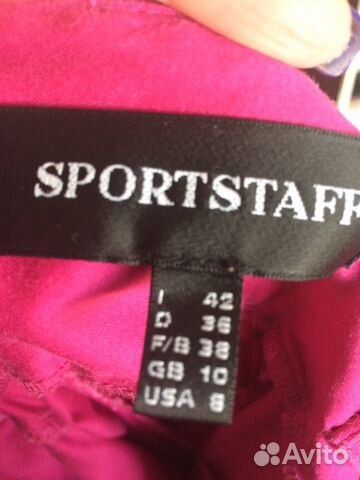 SPORTSTAFF
I 42
D 36
F/B 38
GB 10
USA 8
Avito